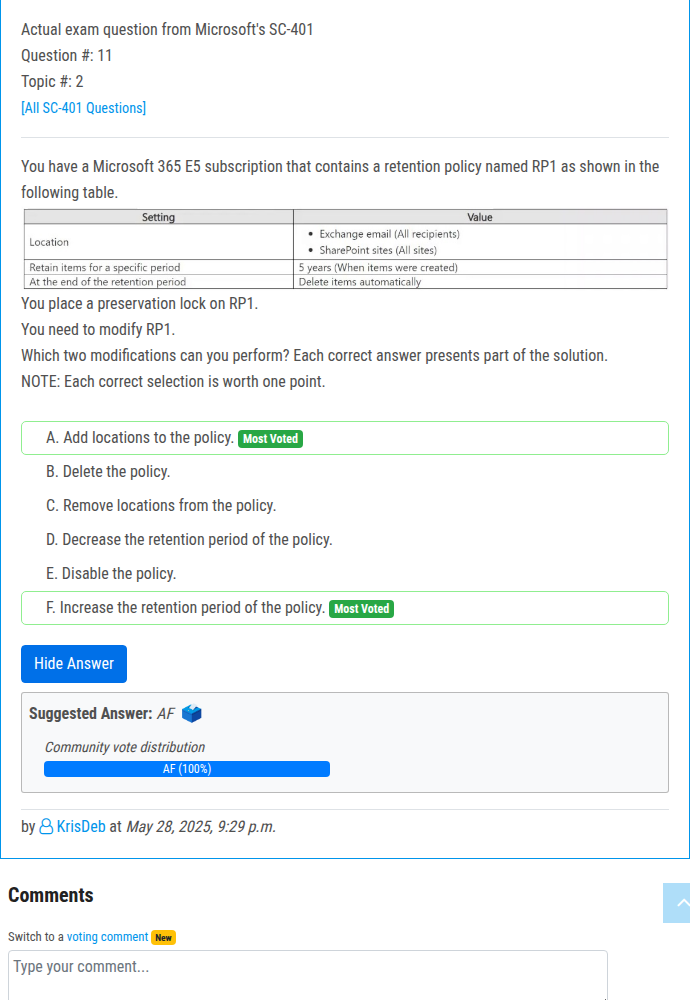 Actual exam question from Microsoft's SC-401
Question #: 11
Topic #: 2
[All SC-401 Questions]
You have a Microsoft 365 E5 subscription that contains a retention policy named RP1 as shown in the
following table.
Setting Value
Location
• Exchange email (All recipients)
• SharePoint sites (All sites)
Retain items for a specific period 5 years (When items were created)
At the end of the retention period Delete items automatically
You place a preservation lock on RP1.
You need to modify RP1.
Which two modifications can you perform? Each correct answer presents part of the solution.
NOTE: Each correct selection is worth one point.
A. Add locations to the policy. Most Voted
B. Delete the policy.
C. Remove locations from the policy.
D. Decrease the retention period of the policy.
E. Disable the policy.
F. Increase the retention period of the policy. Most Voted
Hide Answer
Suggested Answer: AF
Community vote distribution
AF (100%)
by KrisDeb at May 28, 2025, 9:29 p.m.
Comments
Switch to a voting comment New
Type your comment...